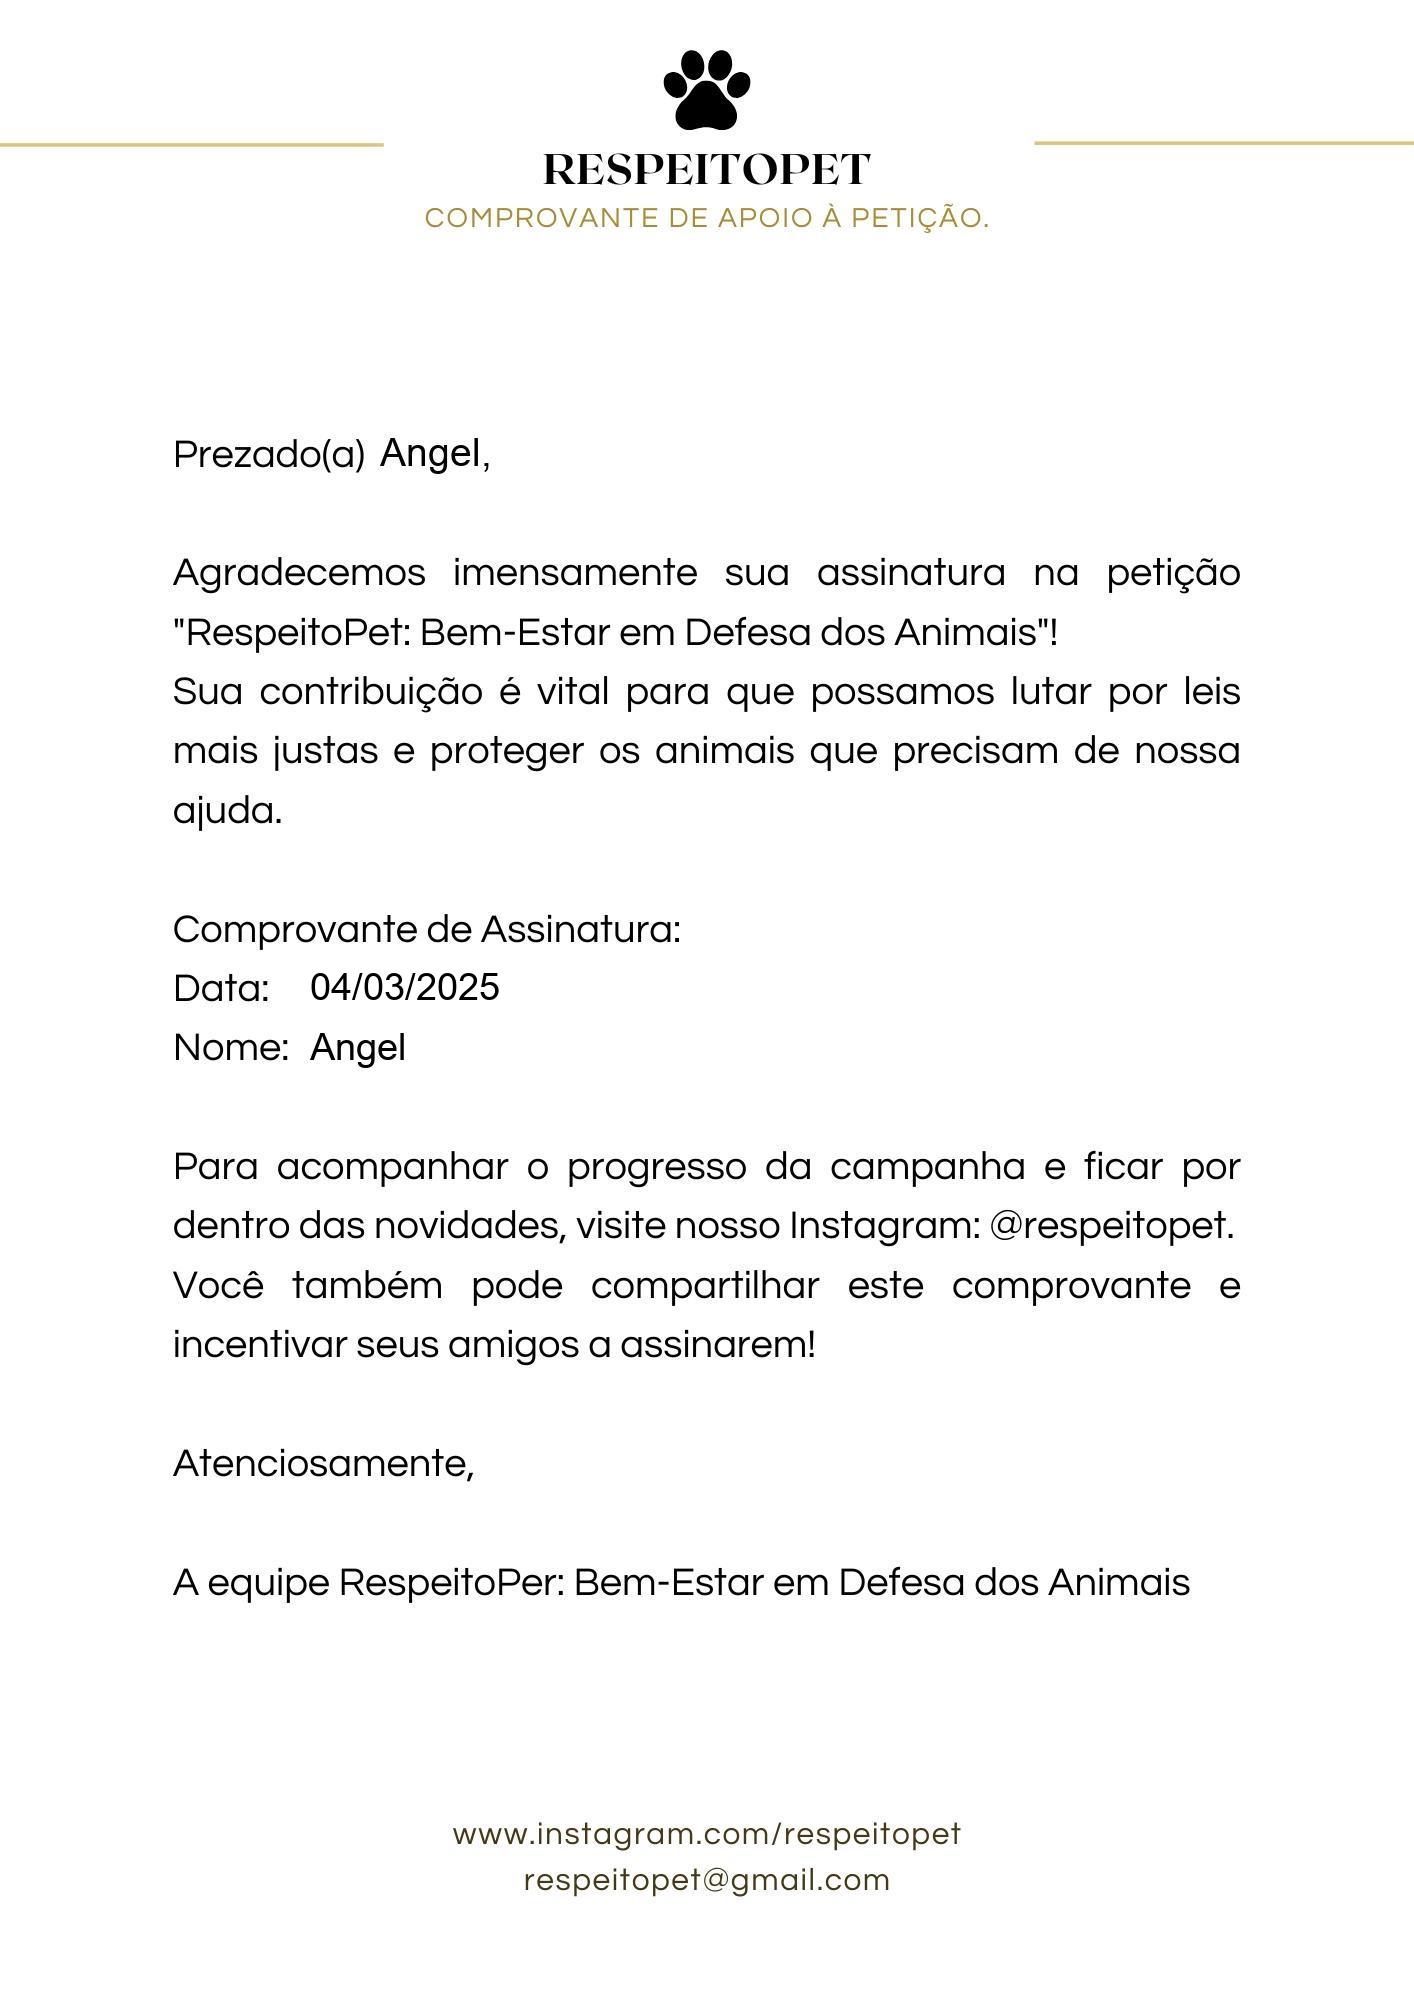 RESPEITOPET
COMPROVANTE DE APOIO À PETIÇÃO.
Prezado(a) Angel,
Agradecemos imensamente sua assinatura na petição
"RespeitoPet: Bem-Estar em Defesa dos Animais"!
Sua contribuição é vital para que possamos lutar por leis
mais justas e proteger os animais que precisam de nossa
ajuda.
Comprovante de Assinatura:
Data: 04/03/2025
Nome: Angel
Para acompanhar o progresso da campanha e ficar por
dentro das novidades, visite nosso Instagram: @respeitopet.
Você também pode compartilhar este comprovante e
incentivar seus amigos a assinarem!
Atenciosamente,
A equipe RespeitoPer: Bem-Estar em Defesa dos Animais
www.instagram.com/respeitopet
respeitopet@gmail.com